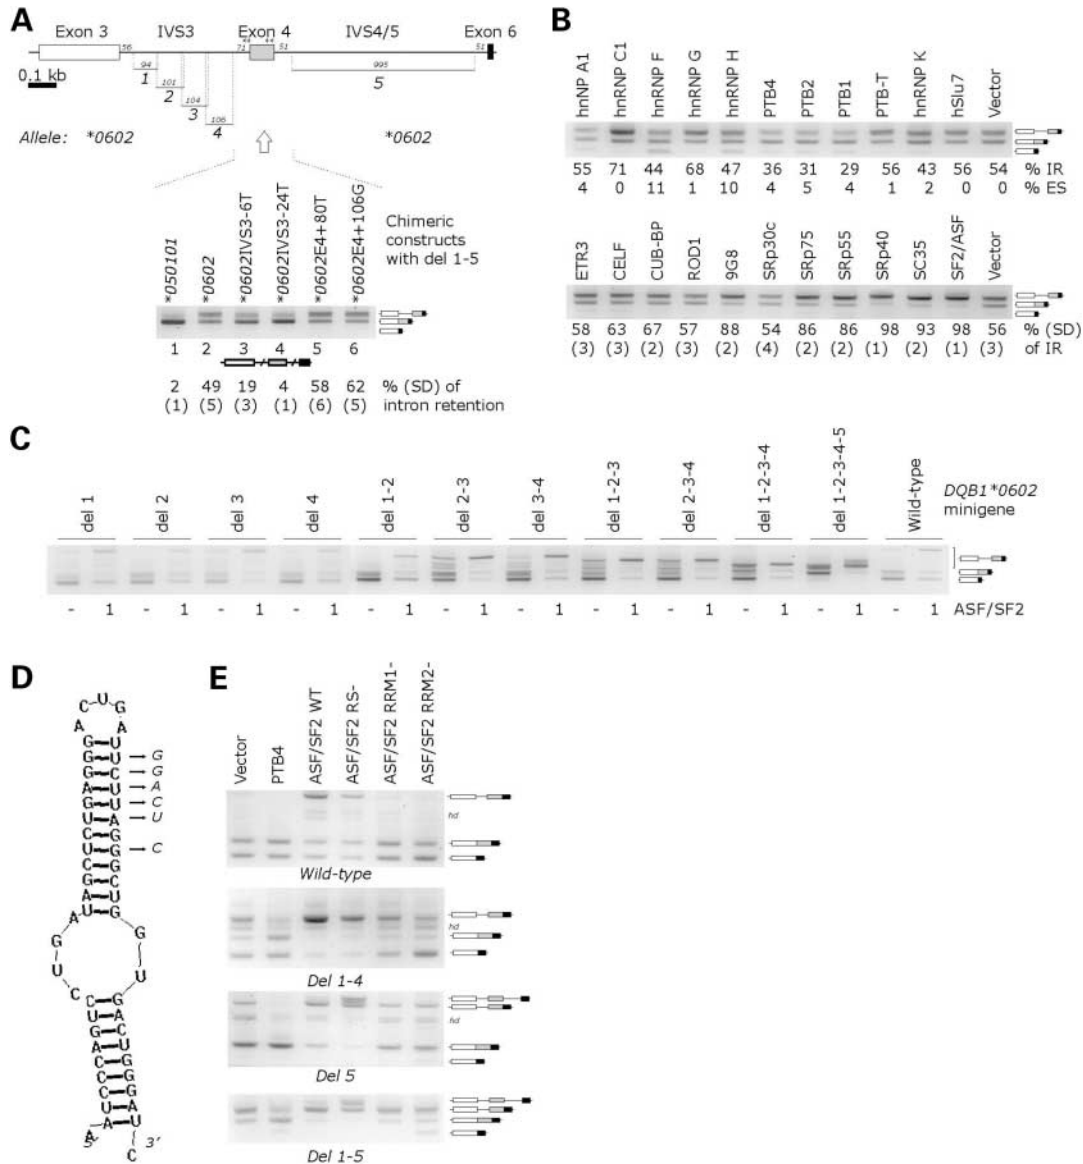 A
Exon 3 IVS3 Exon 4 IVS4/5 Exon 6
56 71 44 44 51 51
94 995
0.1 kb 1 5
101
2
104
3
106
4
Allele: *0602 *0602
*050101
*0602
*0602IVS3-6T
*0602IVS3-24T
*0602E4+80T
*0602E4+106G
Chimeric
constructs
with del 1-5
1 2 3 4 5 6
2 49 19 4 58 62 % (SD) of
(1) (5) (3) (1) (6) (5) intron retention
B
hnNP A1
hnRNP C1
hnRNP F
hnRNP G
hnRNP H
PTB4
PTB2
PTB1
PTB-T
hnRNP K
hSlu7
Vector
55 71 44 68 47 36 31 29 56 43 56 54 % IR
4 0 11 1 10 4 5 4 1 2 0 0 % ES
ETR3
CELF
CUB-BP
ROD1
9G8
SRp30c
SRp75
SRp55
SRp40
SC35
SF2/ASF
Vector
58 63 67 57 88 54 86 86 98 93 98 56 % (SD)
(3) (3) (2) (3) (2) (4) (2) (2) (1) (2) (1) (3) of IR
C
del 1
del 2
del 3
del 4
del 1-2
del 2-3
del 3-4
del 1-2-3
del 2-3-4
del 1-2-3-4
del 1-2-3-4-5
Wild-type
DQB1*0602
minigene
- 1 - 1 - 1 - 1 - 1 - 1 - 1 - 1 - 1 - 1 - 1 - 1 ASF/SF2
D
U
C G
A A
G U
G U G
G C G
A U A
G U C
U A U
C G
U G C
C G
G C
A U
U G
A
G G
U U
C
C G
U A
G C
A U
C G
C G
C G
U A
A U
A C
5' 3'
E
Vector
PTB4
ASF/SF2 WT
ASF/SF2 RS-
ASF/SF2 RRM1-
ASF/SF2 RRM2-
hd
Wild-type
hd
Del 1-4
hd
Del 5
Del 1-5